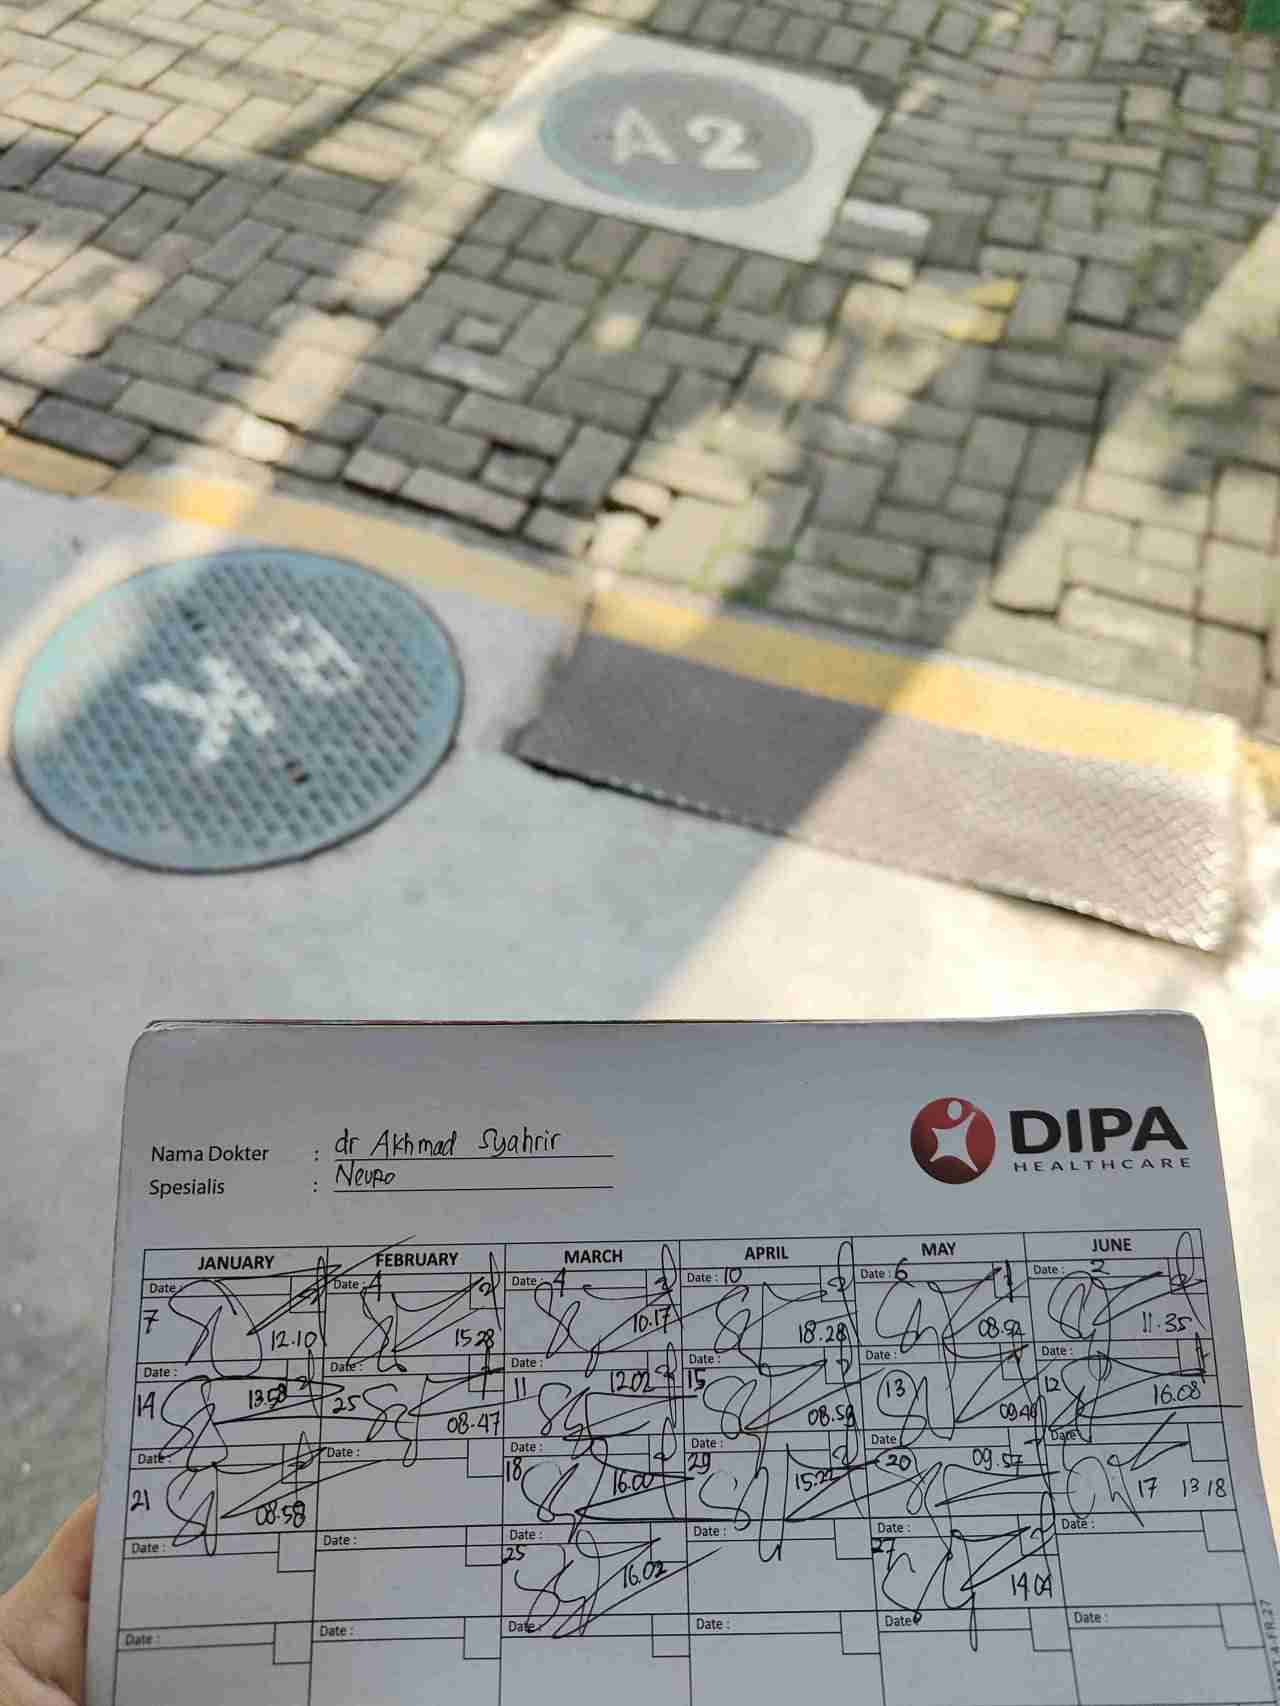 A2
DIPA
HEALTHCARE
Nama Dokter : dr Akhmad Syahrir
Spesialis : Neuro
JANUARY FEBRUARY MARCH APRIL MAY JUNE
Date : Date : 4 Date : 4 Date : 10 Date : 6 Date : 2
7 12.10 15.28 10.17 18.28 11.35
Date : Date : Date : Date : Date : Date :
14 13.58 25 08.47 11 12.02 15 08.59 13 12 16.08
Date : Date : Date : Date : Date Date
21 08.58 18 16.00 29 15.22 20 09.57 17 13.18
Date : Date : Date : Date : Date : Date :
25 16.02 27 14.04
Date : Date : Date : Date : Date Date :